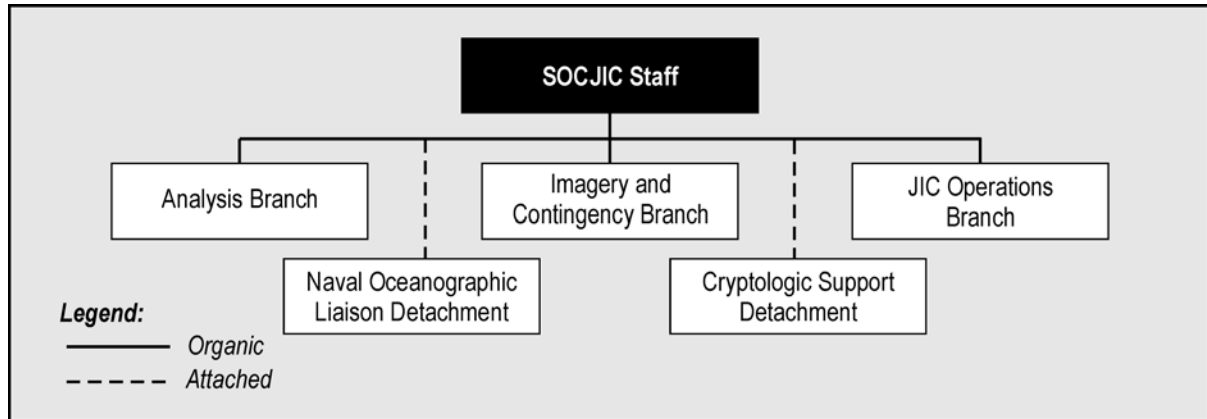 SOCJIC Staff
Analysis Branch
Imagery and
Contingency Branch
JIC Operations
Branch
Naval Oceanographic
Liaison Detachment
Cryptologic Support
Detachment
Legend:
Organic
Attached